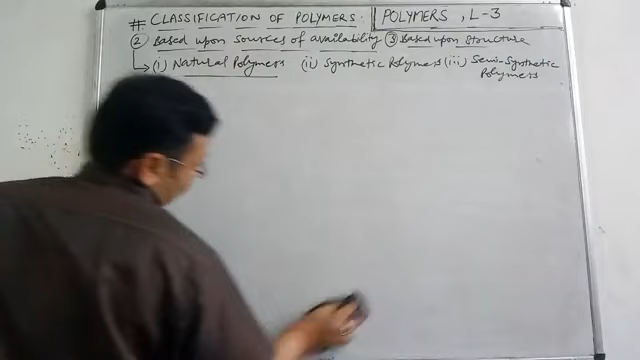 # CLASSIFICATION OF POLYMERS. POLYMERS, L-3
② Based upon Sources of availability ③ Based upon Structure
(i) Natural Polymers (ii) Synthetic Polymers (iii) Semi-Synthetic
Polymers